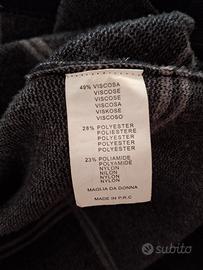 49% VISCOSA
VISCOSE
VISCOSE
VISCOSA
VISKOSE
VISCOSO
28% POLYESTER
POLIESTERE
POLYESTER
POLYESTER
POLYESTER
23% POLIAMIDE
POLYAMIDE
NYLON
NYLON
NYLON
MAGLIA DA DONNA
MADE IN P.R.C
subito